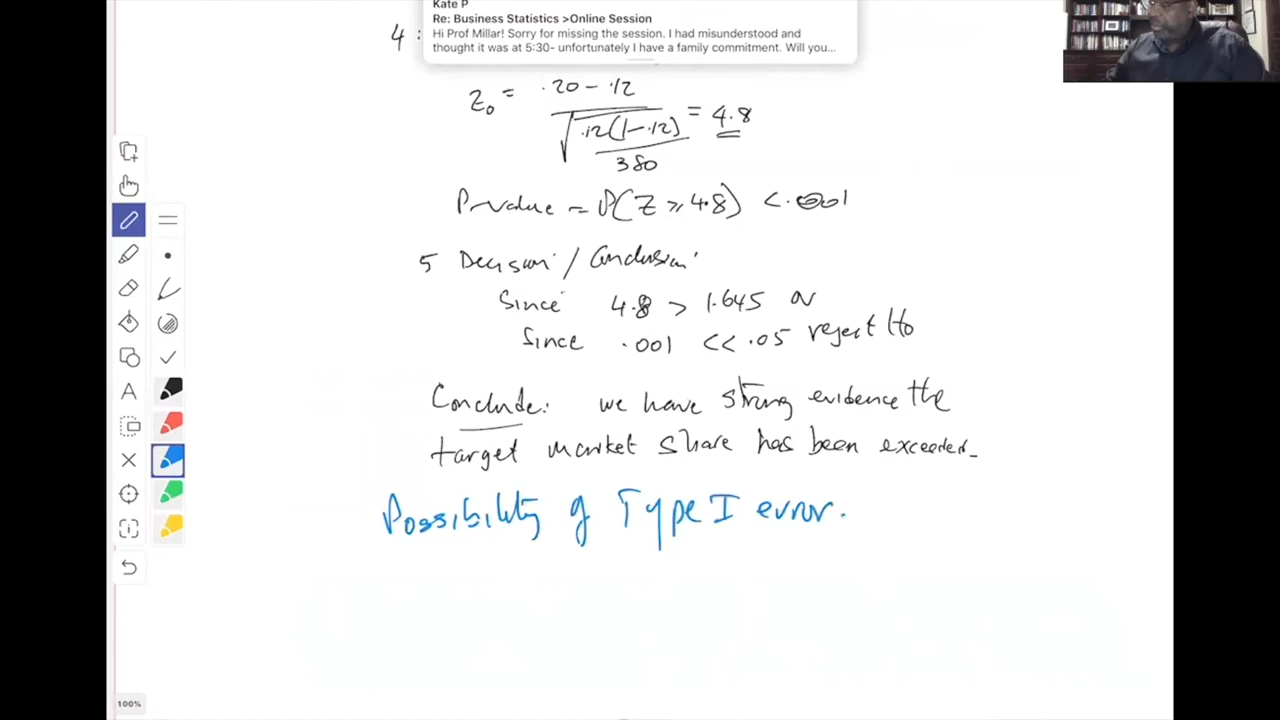 Kate P
Re: Business Statistics >Online Session
Hi Prof Millar! Sorry for missing the session. I had misunderstood and
thought it was at 5:30- unfortunately I have a family commitment. Will you...
4 :
Z₀ = .20 - .12
√.12(1-.12) = 4.8
380
P-value = P(Z ≥ 4.8) < .001
5 Decision / Conclusion
Since 4.8 > 1.645 or
Since .001 << .05 reject Ho
Conclude: we have strong evidence the
target market share has been exceeded.
Possibility of Type I error.
A
100%